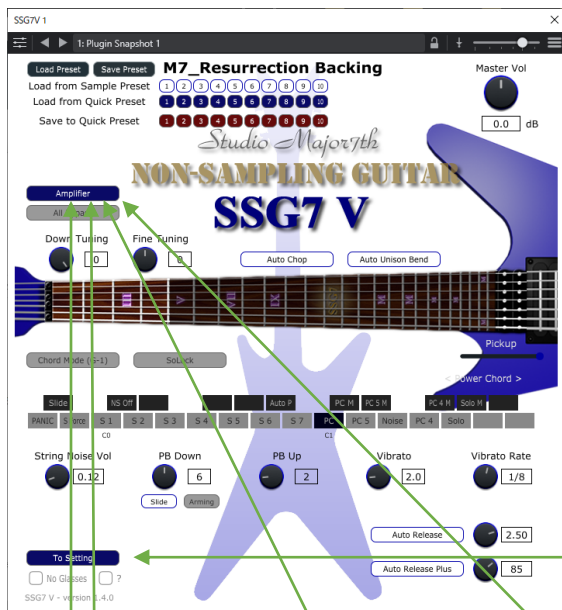 SSG7V 1
1: Plugin Snapshot 1
Load Preset Save Preset M7_Resurrection Backing
Load from Sample Preset 1 2 3 4 5 6 7 8 9 10
Load from Quick Preset 1 2 3 4 5 6 7 8 9 10
Save to Quick Preset 1 2 3 4 5 6 7 8 9 10
Master Vol
0.0 dB
Studio Major7th
NON-SAMPLING GUITAR
SSG7 V
Amplifier
All
Down Tuning Fine Tuning
0 0
Auto Chop Auto Unison Bend
III V VII IX SSG7 M M M M M
Pickup
Chord Mode (G-1) SoLock
< Power Chord >
Slide NS Off Auto P PC M PC 5 M PC 4 M Solo M
PANIC S 1 S 2 S 3 S 4 S 5 S 6 S 7 PC PC 5 Noise PC 4 Solo
C0 C1
String Noise Vol PB Down PB Up Vibrato Vibrato Rate
0.12 6 2 2.0 1/8
Slide Arming
Auto Release 2.50
To Setting
Auto Release Plus 85
No Glasses ?
SSG7 V - version 1.4.0